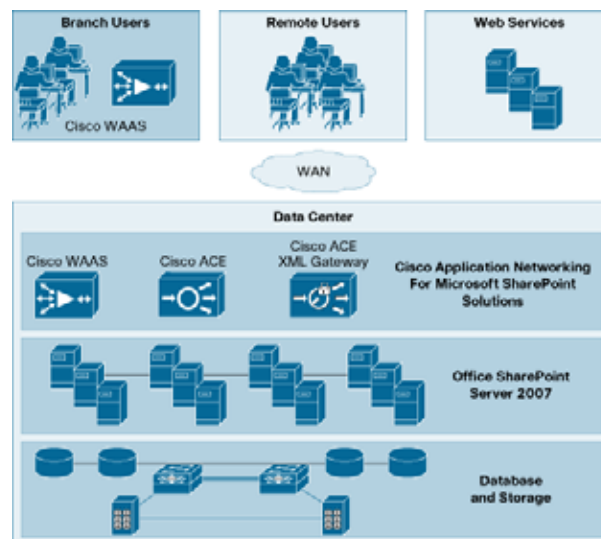 Branch Users
Remote Users
Web Services
Cisco WAAS
WAN
Data Center
Cisco WAAS
Cisco ACE
Cisco ACE
XML Gateway
Cisco Application Networking
For Microsoft SharePoint
Solutions
Office SharePoint
Server 2007
Database
and Storage